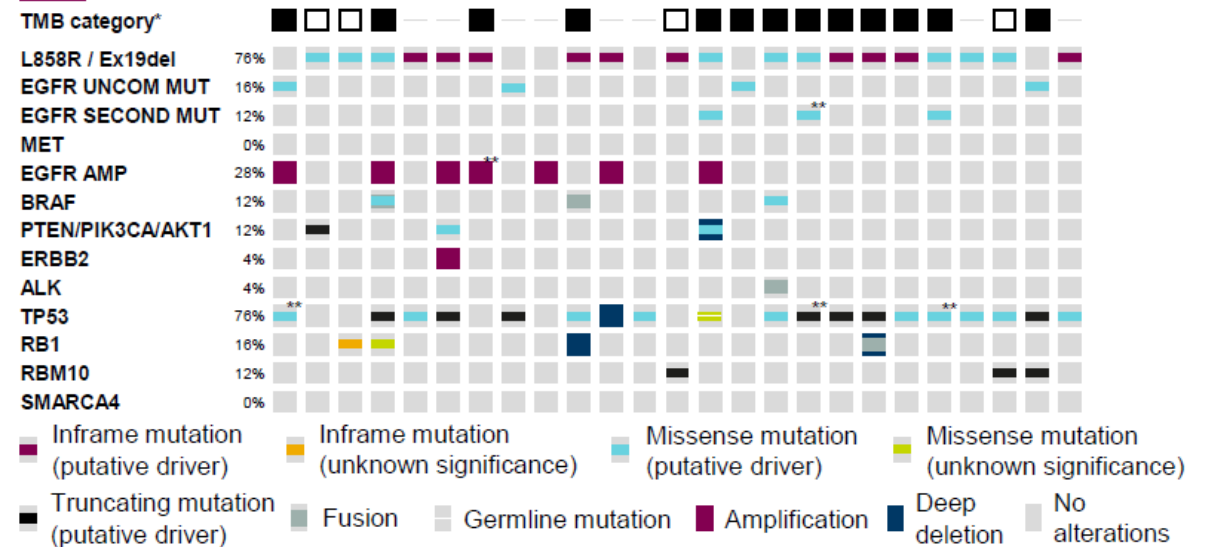 TMB category*
L858R / Ex19del 76%
EGFR UNCOM MUT 16%
EGFR SECOND MUT 12% **
MET 0%
EGFR AMP 28% **
BRAF 12%
PTEN/PIK3CA/AKT1 12%
ERBB2 4%
ALK 4%
TP53 76% ** ** **
RB1 16%
RBM10 12%
SMARCA4 0%
Inframe mutation Inframe mutation Missense mutation Missense mutation
(putative driver) (unknown significance) (putative driver) (unknown significance)
Truncating mutation Fusion Germline mutation Amplification Deep No
(putative driver) deletion alterations